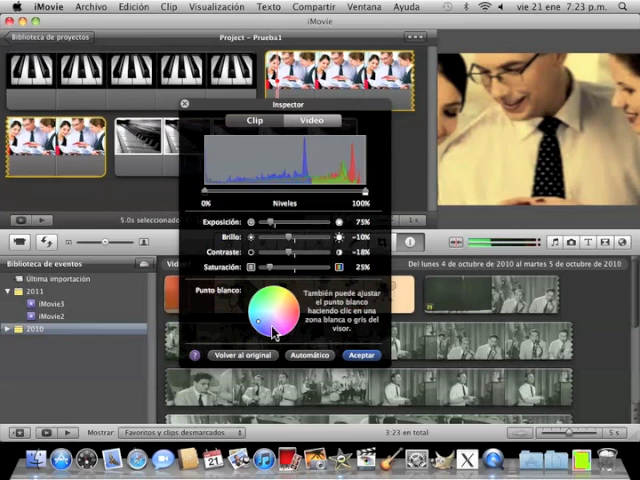 iMovie Archivo Edición Clip Visualización Texto Compartir Ventana Ayuda vie 21 ene 7:23 p.m.
iMovie
Biblioteca de proyectos
Project - Prueba1
Inspector
Clip Video
0% Niveles 100%
Exposición: 75%
Brillo: -10%
Contraste: -18%
Saturación: 25%
Punto blanco:
También puede ajustar
el punto blanco
haciendo clic en una
zona blanca o gris del
visor.
? Volver al original Automático Aceptar
5.0s seleccionado
Biblioteca de eventos
Última importación
2011
iMovie3
iMovie2
2010
Del lunes 4 de octubre de 2010 al martes 5 de octubre de 2010
Mostrar: Favoritos y clips desmarcados
3:23 en total
5 s